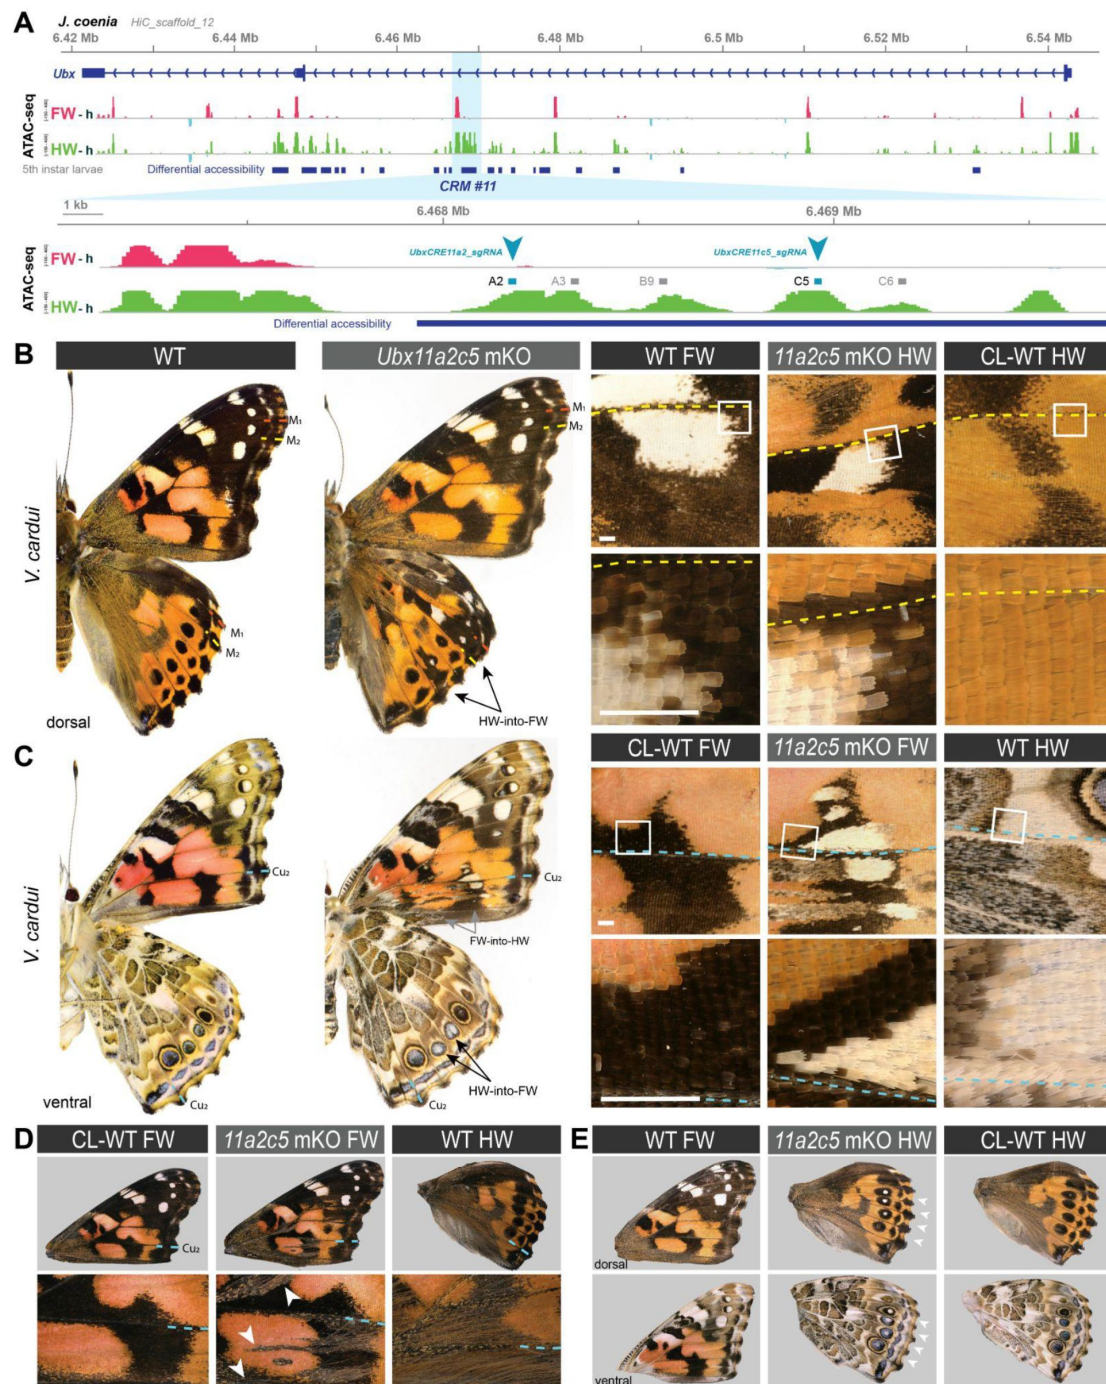 A
J. coenia HiC_scaffold_12
6.42 Mb 6.44 Mb 6.46 Mb 6.48 Mb 6.5 Mb 6.52 Mb 6.54 Mb
Ubx
ATAC-seq
FW - h
HW - h
5th instar larvae Differential accessibility
CRM #11
1 kb 6.468 Mb 6.469 Mb
ATAC-seq
FW - h UbxCRE11a2_sgRNA UbxCRE11c5_sgRNA
A2 A3 B9 C5 C6
HW - h
Differential accessibility
B
WT Ubx11a2c5 mKO WT FW 11a2c5 mKO HW CL-WT HW
V. cardui
M1
M2
M1
M2
M1
M2
HW-into-FW
dorsal
C
CL-WT FW 11a2c5 mKO FW WT HW
V. cardui
Cu2
Cu2
FW-into-HW
HW-into-FW
Cu2
Cu2
ventral
D
CL-WT FW 11a2c5 mKO FW WT HW
Cu2
E
WT FW 11a2c5 mKO HW CL-WT HW
dorsal
ventral